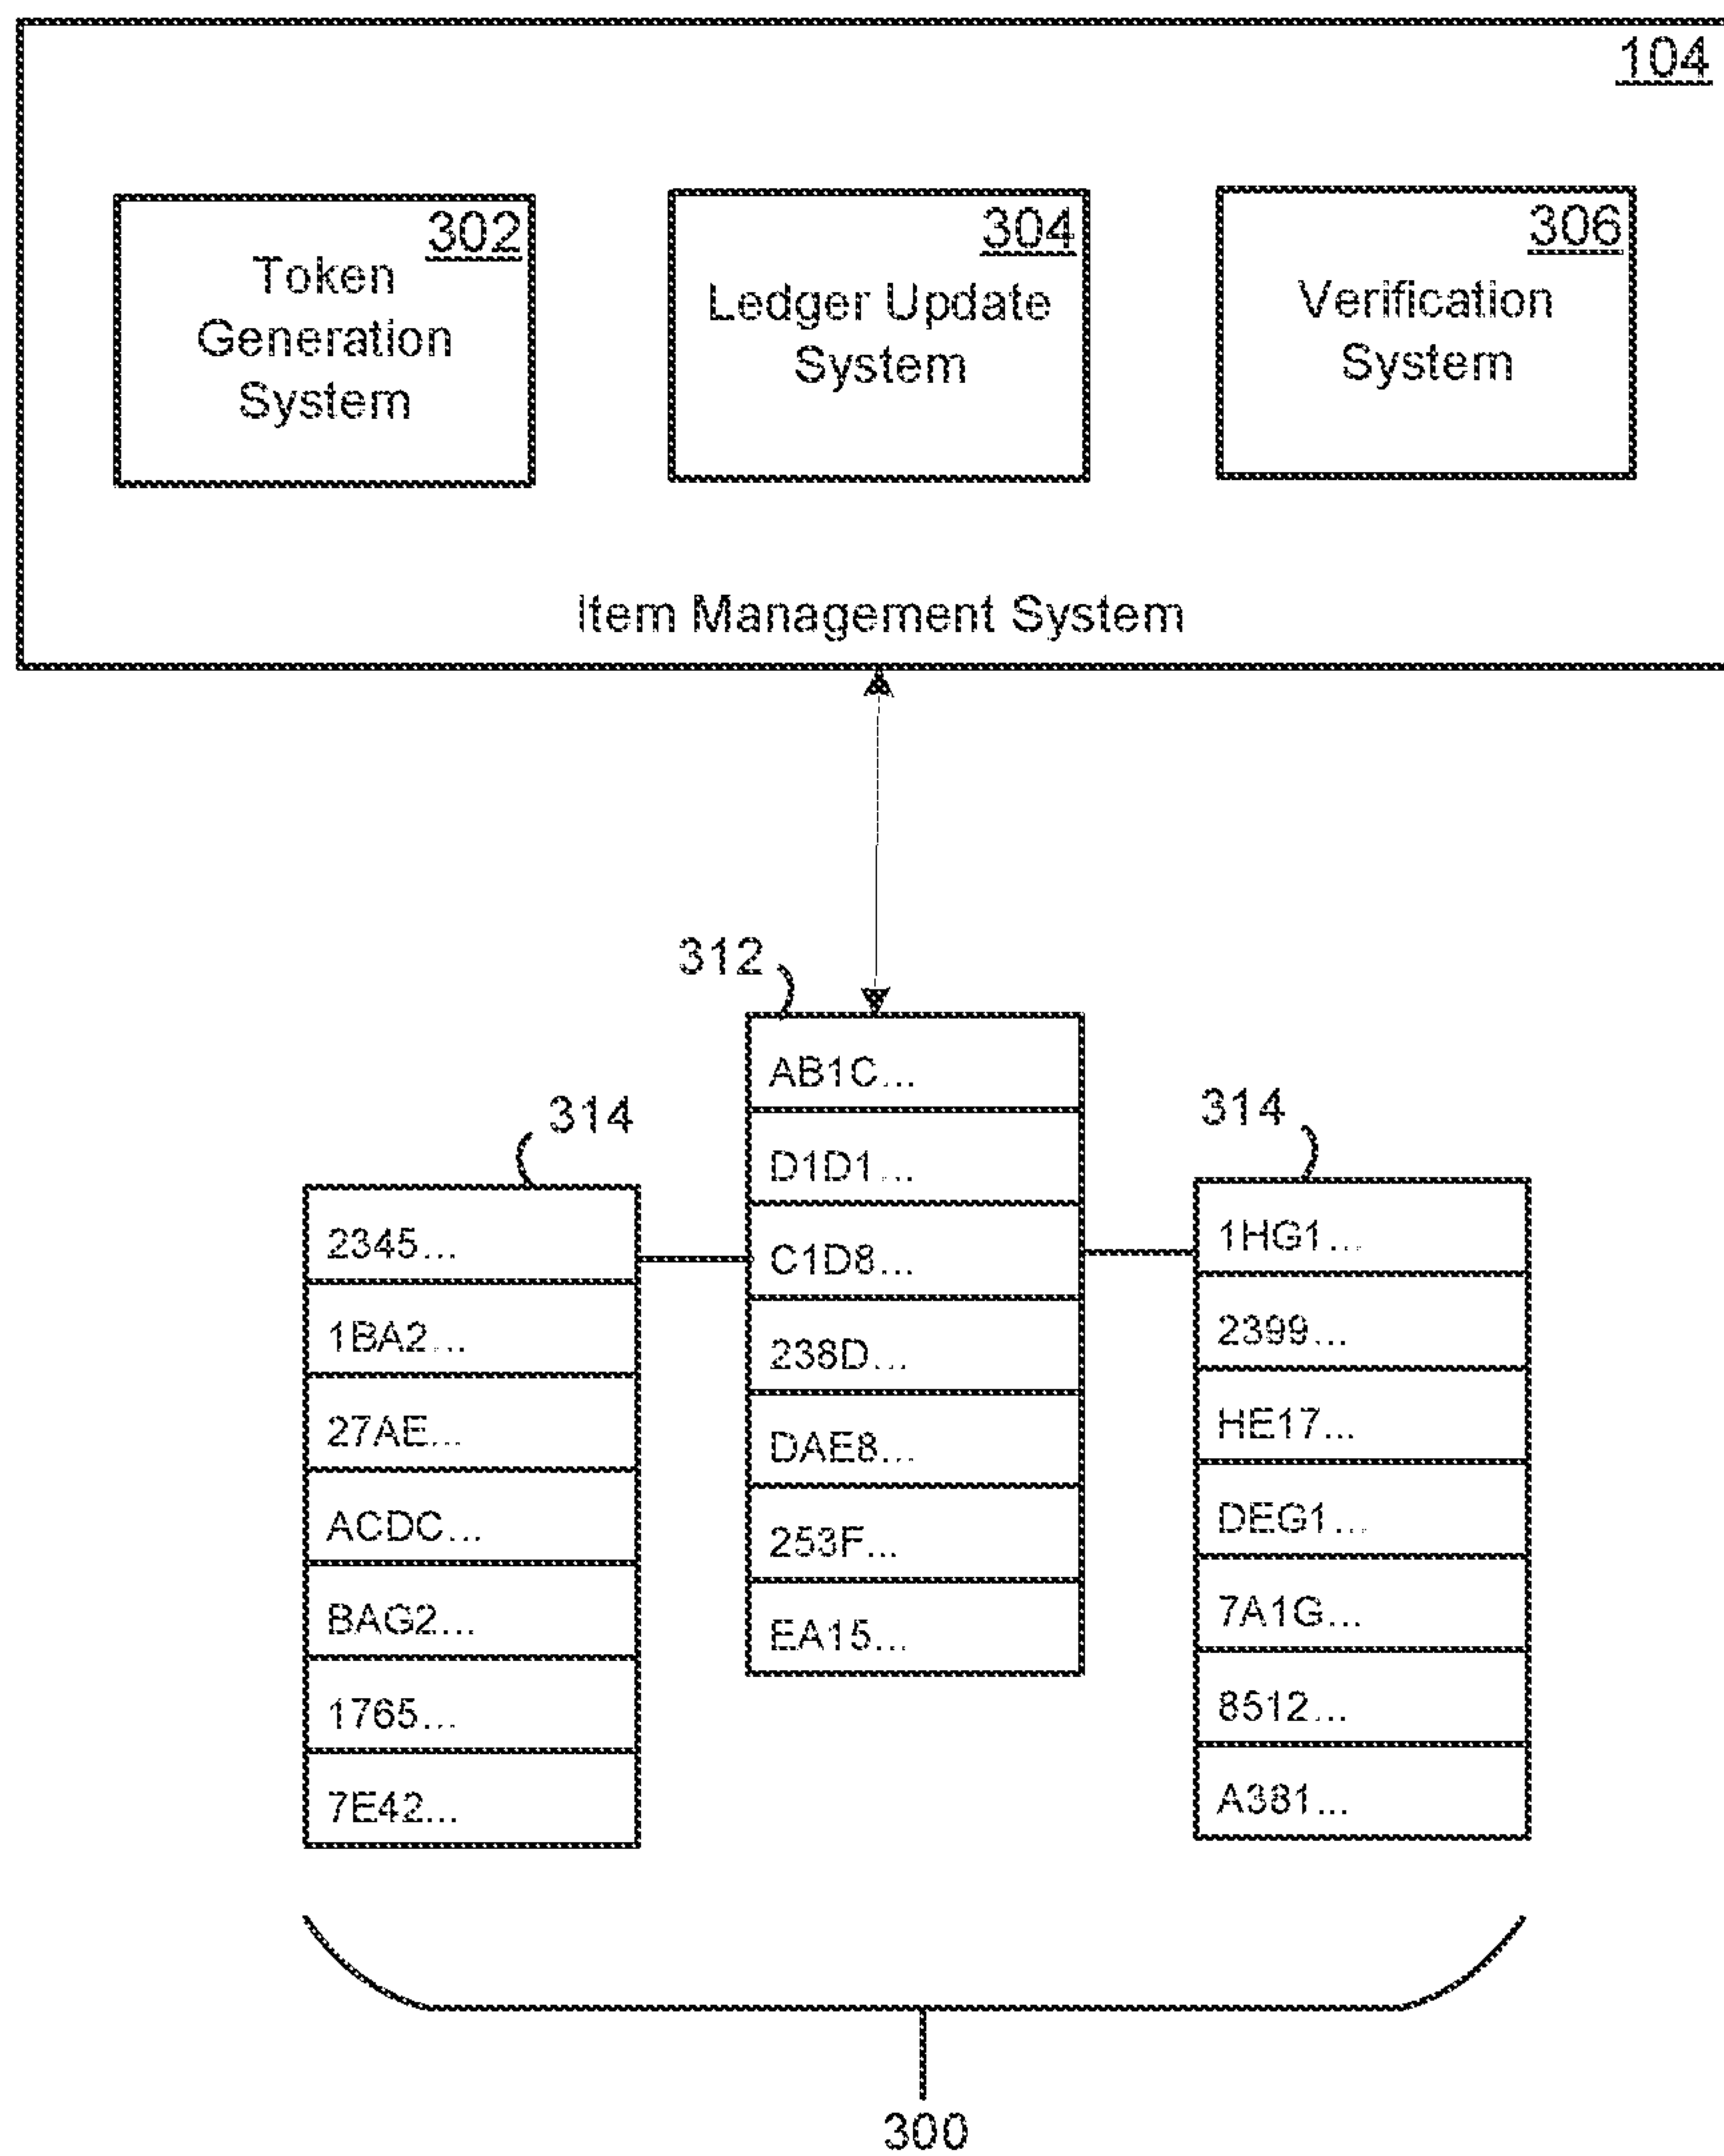 104
302
Token
Generation
System
304
Ledger Update
System
306
Verification
System
Item Management System
312
AB1C...
D1D1...
C1D8...
238D...
DAE8...
253F...
EA15...
314
2345...
1BA2...
27AE...
ACDC...
BAG2...
1765...
7E42...
314
1HG1...
2399...
HE17...
DEG1...
7A1G...
8512...
A381...
300